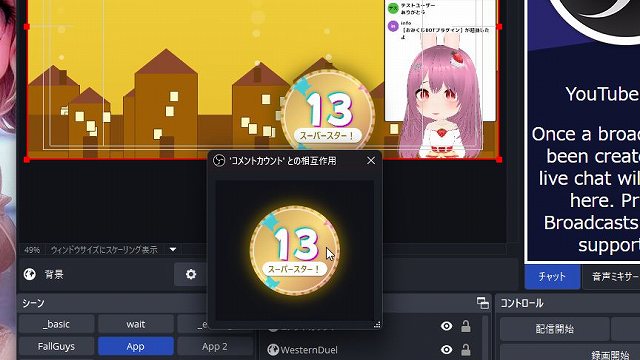 テストユーザー
ありがとう
info
【おみくじBOTプラグイン】が起動したよ
13
スーパースター！
'コメントカウント' との相互作用
13
スーパースター！
YouTube
Once a broad
been create
live chat wil
here. Pr
Broadcasts
support
49%
ウィンドウサイズにスケーリング表示
背景
チャット
音声ミキサー
シーン
コントロール
_basic
wait
FallGuys
App
App 2
WesternDuel
配信開始
録画開始